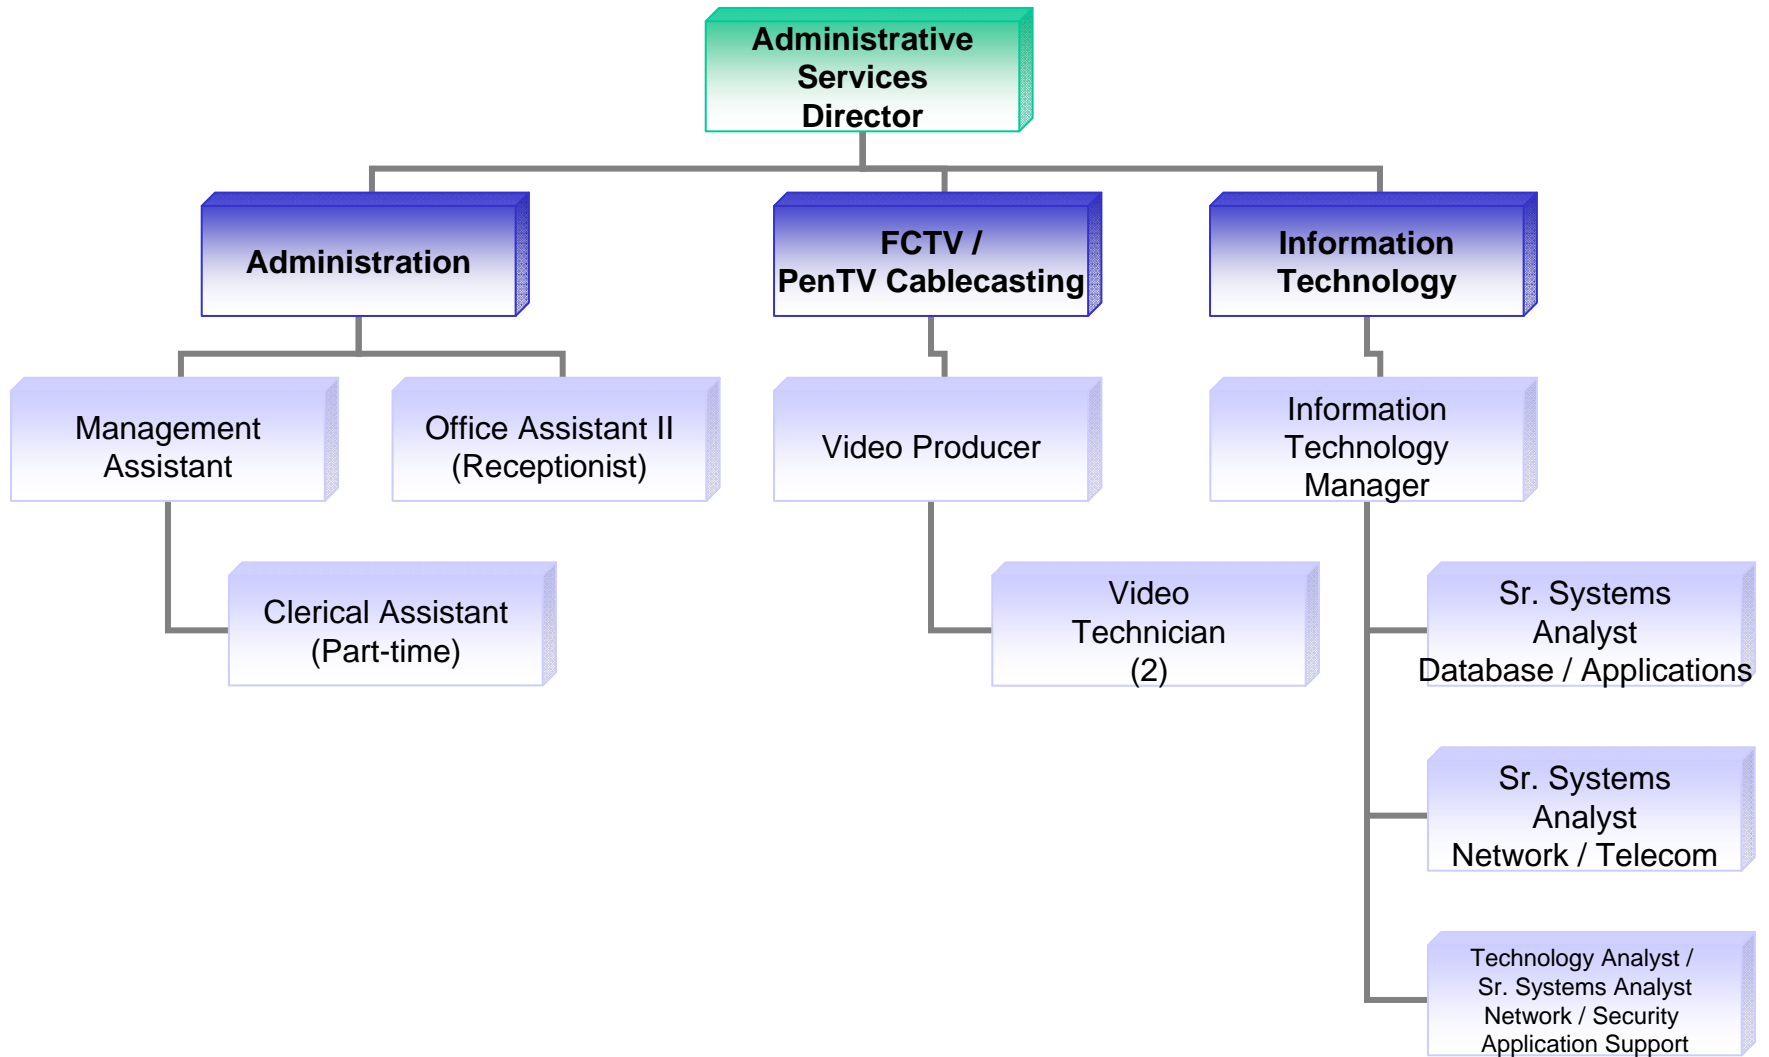 Administrative
Services
Director
Administration
FCTV /
PenTV Cablecasting
Information
Technology
Management
Assistant
Office Assistant II
(Receptionist)
Video Producer
Information
Technology
Manager
Clerical Assistant
(Part-time)
Video
Technician
(2)
Sr. Systems
Analyst
Database / Applications
Sr. Systems
Analyst
Network / Telecom
Technology Analyst /
Sr. Systems Analyst
Network / Security
Application Support